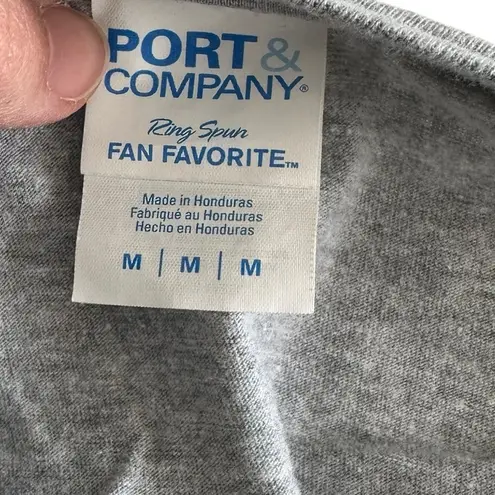 PORT &
COMPANY®
Ring Spun
FAN FAVORITE™
Made in Honduras
Fabriqué au Honduras
Hecho en Honduras
M | M | M